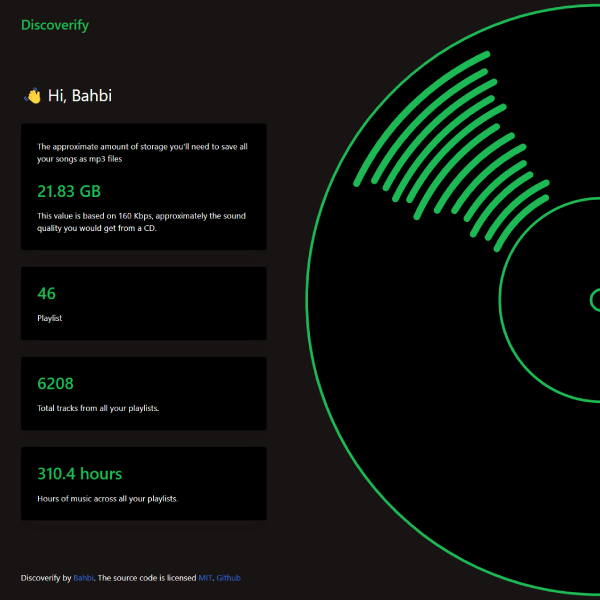 Discoverify
👋 Hi, Bahbi
The approximate amount of storage you'll need to save all
your songs as mp3 files
21.83 GB
This value is based on 160 Kbps, approximately the sound
quality you would get from a CD.
46
Playlist
6208
Total tracks from all your playlists.
310.4 hours
Hours of music across all your playlists.
Discoverify by Bahbi. The source code is licensed MIT. Github